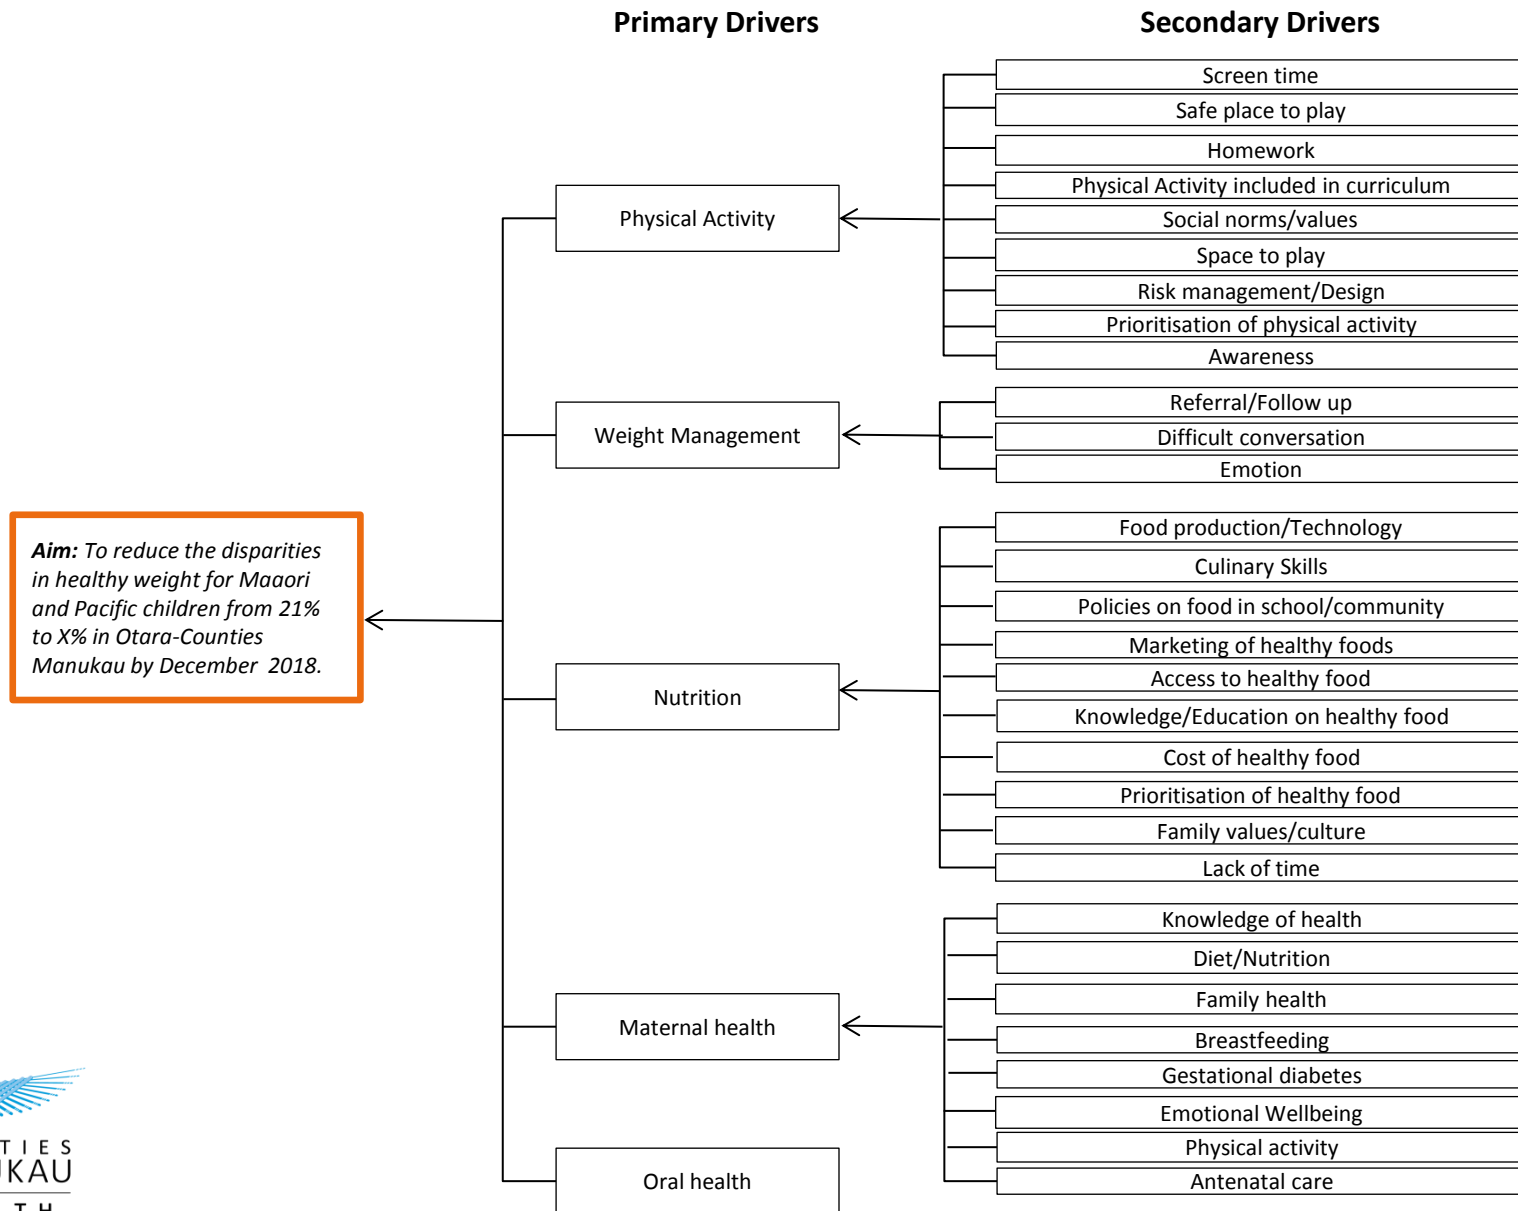 Primary Drivers
Secondary Drivers
Screen time
Safe place to play
Homework
Physical Activity included in curriculum
Social norms/values
Space to play
Risk management/Design
Prioritisation of physical activity
Awareness
Physical Activity
Referral/Follow up
Difficult conversation
Emotion
Weight Management
Aim: To reduce the disparities
in healthy weight for Maaori
and Pacific children from 21%
to X% in Otara-Counties
Manukau by December 2018.
Food production/Technology
Culinary Skills
Policies on food in school/community
Marketing of healthy foods
Access to healthy food
Knowledge/Education on healthy food
Cost of healthy food
Prioritisation of healthy food
Family values/culture
Lack of time
Nutrition
Knowledge of health
Diet/Nutrition
Family health
Breastfeeding
Gestational diabetes
Emotional Wellbeing
Physical activity
Antenatal care
Maternal health
Oral health
TIES
UKAU
TH